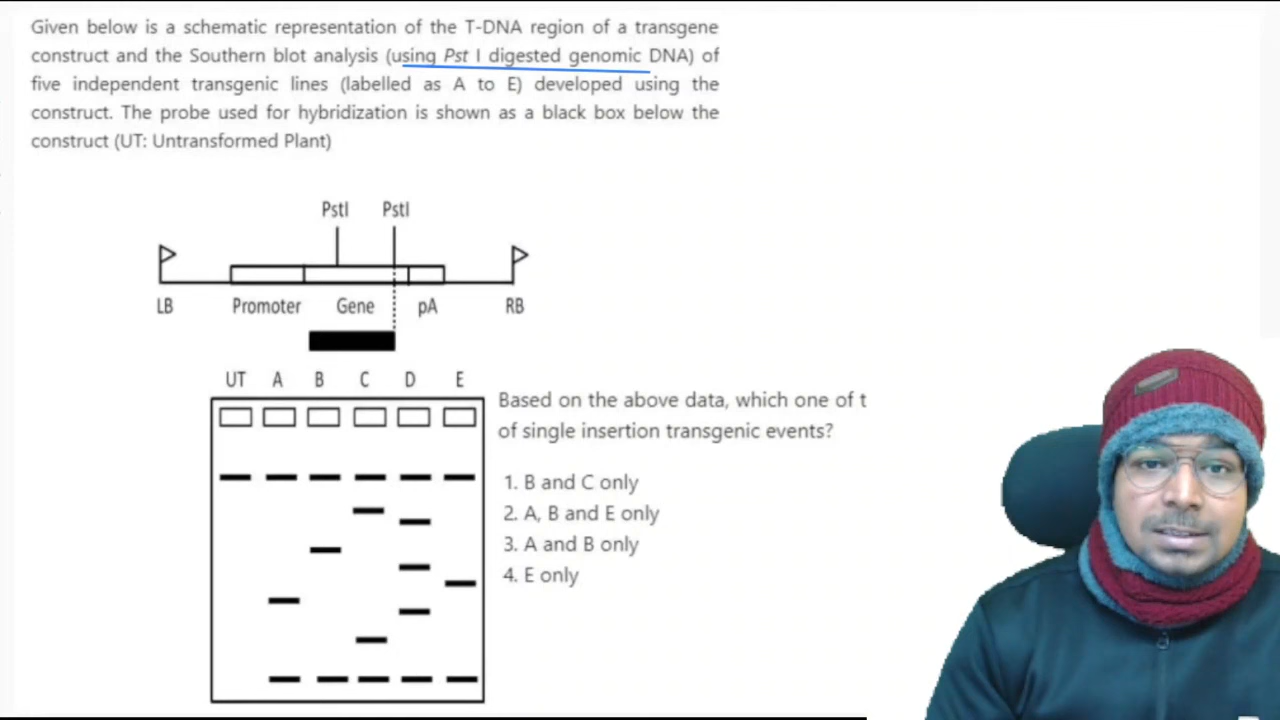 Given below is a schematic representation of the T-DNA region of a transgene
construct and the Southern blot analysis (using Pst I digested genomic DNA) of
five independent transgenic lines (labelled as A to E) developed using the
construct. The probe used for hybridization is shown as a black box below the
construct (UT: Untransformed Plant)
PstI PstI
LB Promoter Gene pA RB
UT A B C D E
Based on the above data, which one of t
of single insertion transgenic events?
1. B and C only
2. A, B and E only
3. A and B only
4. E only